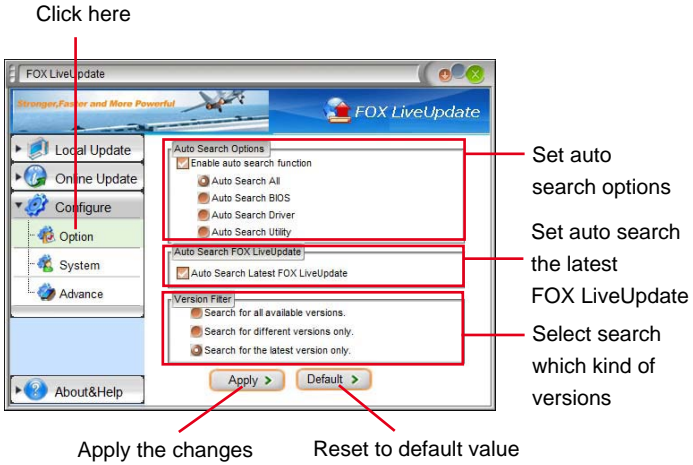 Click here
FOX LiveUpdate
Stronger,Faster and More Powerful
FOX LiveUpdate
Local Update
Online Update
Configure
Option
System
Advance
About&Help
Auto Search Options
Enable auto search function
Auto Search All
Auto Search BIOS
Auto Search Driver
Auto Search Utility
Auto Search FOX LiveUpdate
Auto Search Latest FOX LiveUpdate
Version Filter
Search for all available versions.
Search for different versions only.
Search for the latest version only.
Apply >
Default >
Set auto
search options
Set auto search
the latest
FOX LiveUpdate
Select search
which kind of
versions
Apply the changes
Reset to default value